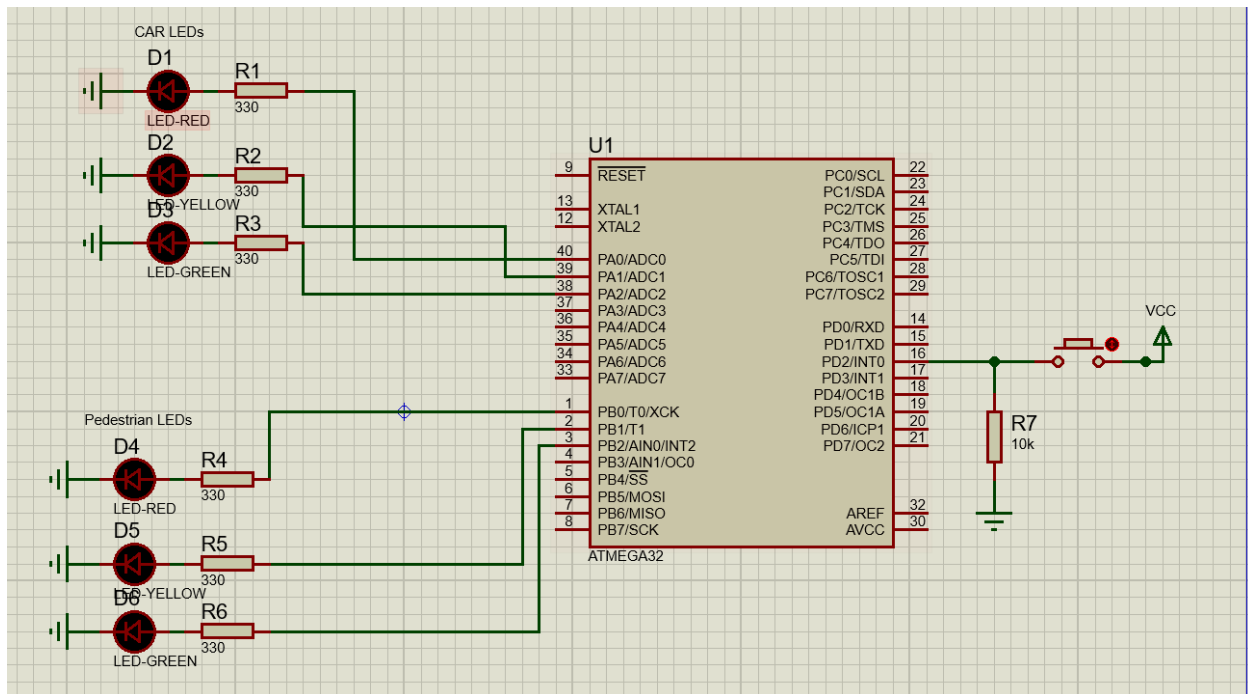 CAR LEDs
D1
R1
330
LED-RED
D2
R2
330
LED-YELLOW
D3
R3
330
LED-GREEN
Pedestrian LEDs
D4
R4
330
LED-RED
D5
R5
330
LED-YELLOW
D6
R6
330
LED-GREEN
U1
9 RESET
13 XTAL1
12 XTAL2
40 PA0/ADC0
39 PA1/ADC1
38 PA2/ADC2
37 PA3/ADC3
36 PA4/ADC4
35 PA5/ADC5
34 PA6/ADC6
33 PA7/ADC7
1 PB0/T0/XCK
2 PB1/T1
3 PB2/AIN0/INT2
4 PB3/AIN1/OC0
5 PB4/SS
6 PB5/MOSI
7 PB6/MISO
8 PB7/SCK
PC0/SCL 22
PC1/SDA 23
PC2/TCK 24
PC3/TMS 25
PC4/TDO 26
PC5/TDI 27
PC6/TOSC1 28
PC7/TOSC2 29
PD0/RXD 14
PD1/TXD 15
PD2/INT0 16
PD3/INT1 17
PD4/OC1B 18
PD5/OC1A 19
PD6/ICP1 20
PD7/OC2 21
AREF 32
AVCC 30
ATMEGA32
VCC
R7
10k